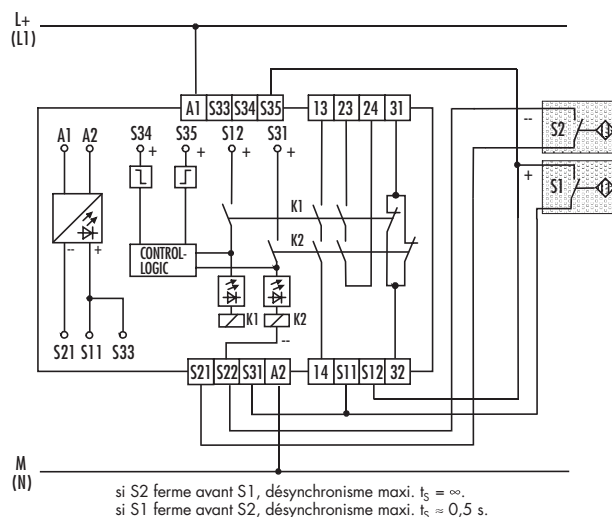 L+
(L1)
A1 S33 S34 S35
13 23 24 31
A1 A2
S34 S35 S12 S31
+ + + +
--
S2
+
S1
K1
K2
CONTROL-
LOGIC
-- +
K1 K2
--
S21 S11 S33
S21 S22 S31 A2
14 S11 S12 32
M
(N)
si S2 ferme avant S1, désynchronisme maxi. tS = ∞.
si S1 ferme avant S2, désynchronisme maxi. tS ≈ 0,5 s.